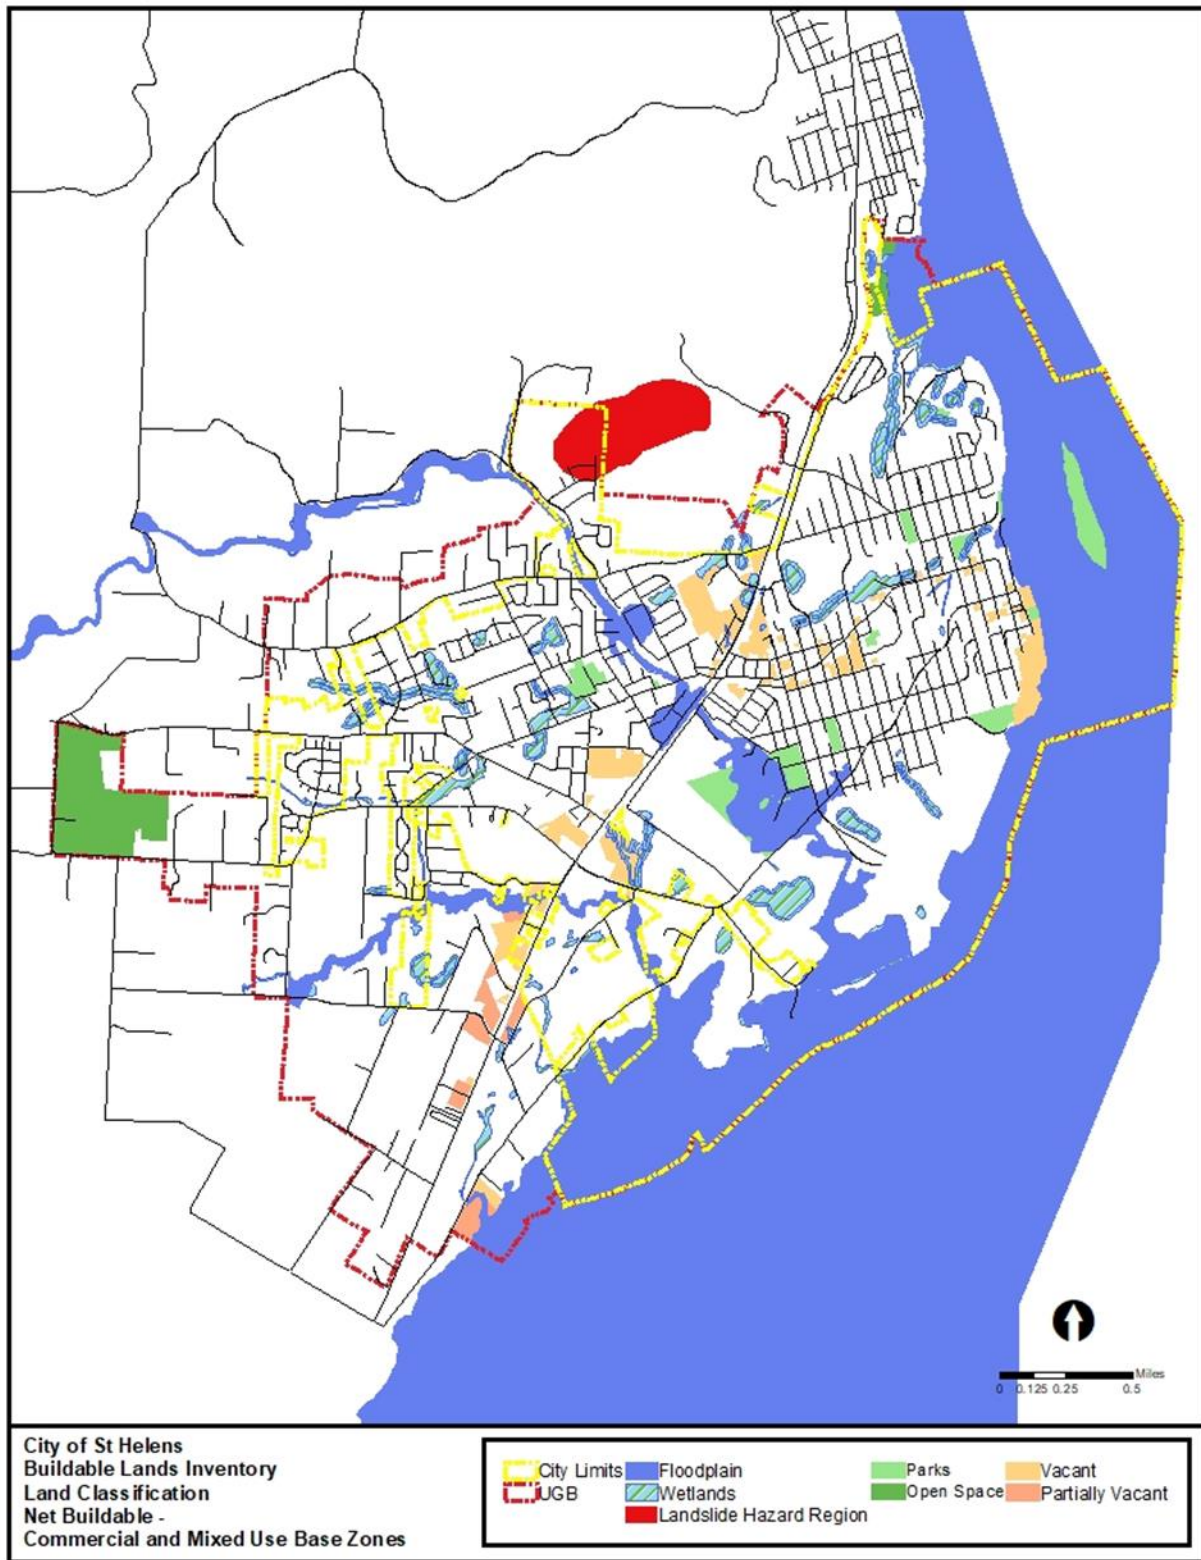 Miles
0 0.125 0.25 0.5
City of St Helens
Buildable Lands Inventory
Land Classification
Net Buildable -
Commercial and Mixed Use Base Zones
City Limits Floodplain Parks Vacant
UGB Wetlands Open Space Partially Vacant
Landslide Hazard Region